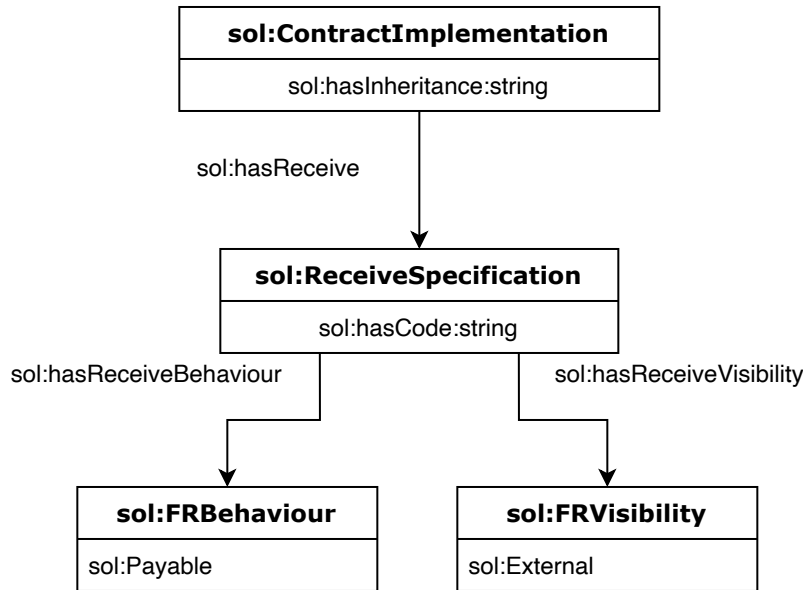 sol:ContractImplementation
sol:hasInheritance:string
sol:hasReceive
sol:ReceiveSpecification
sol:hasCode:string
sol:hasReceiveBehaviour
sol:hasReceiveVisibility
sol:FRBehaviour
sol:Payable
sol:FRVisibility
sol:External